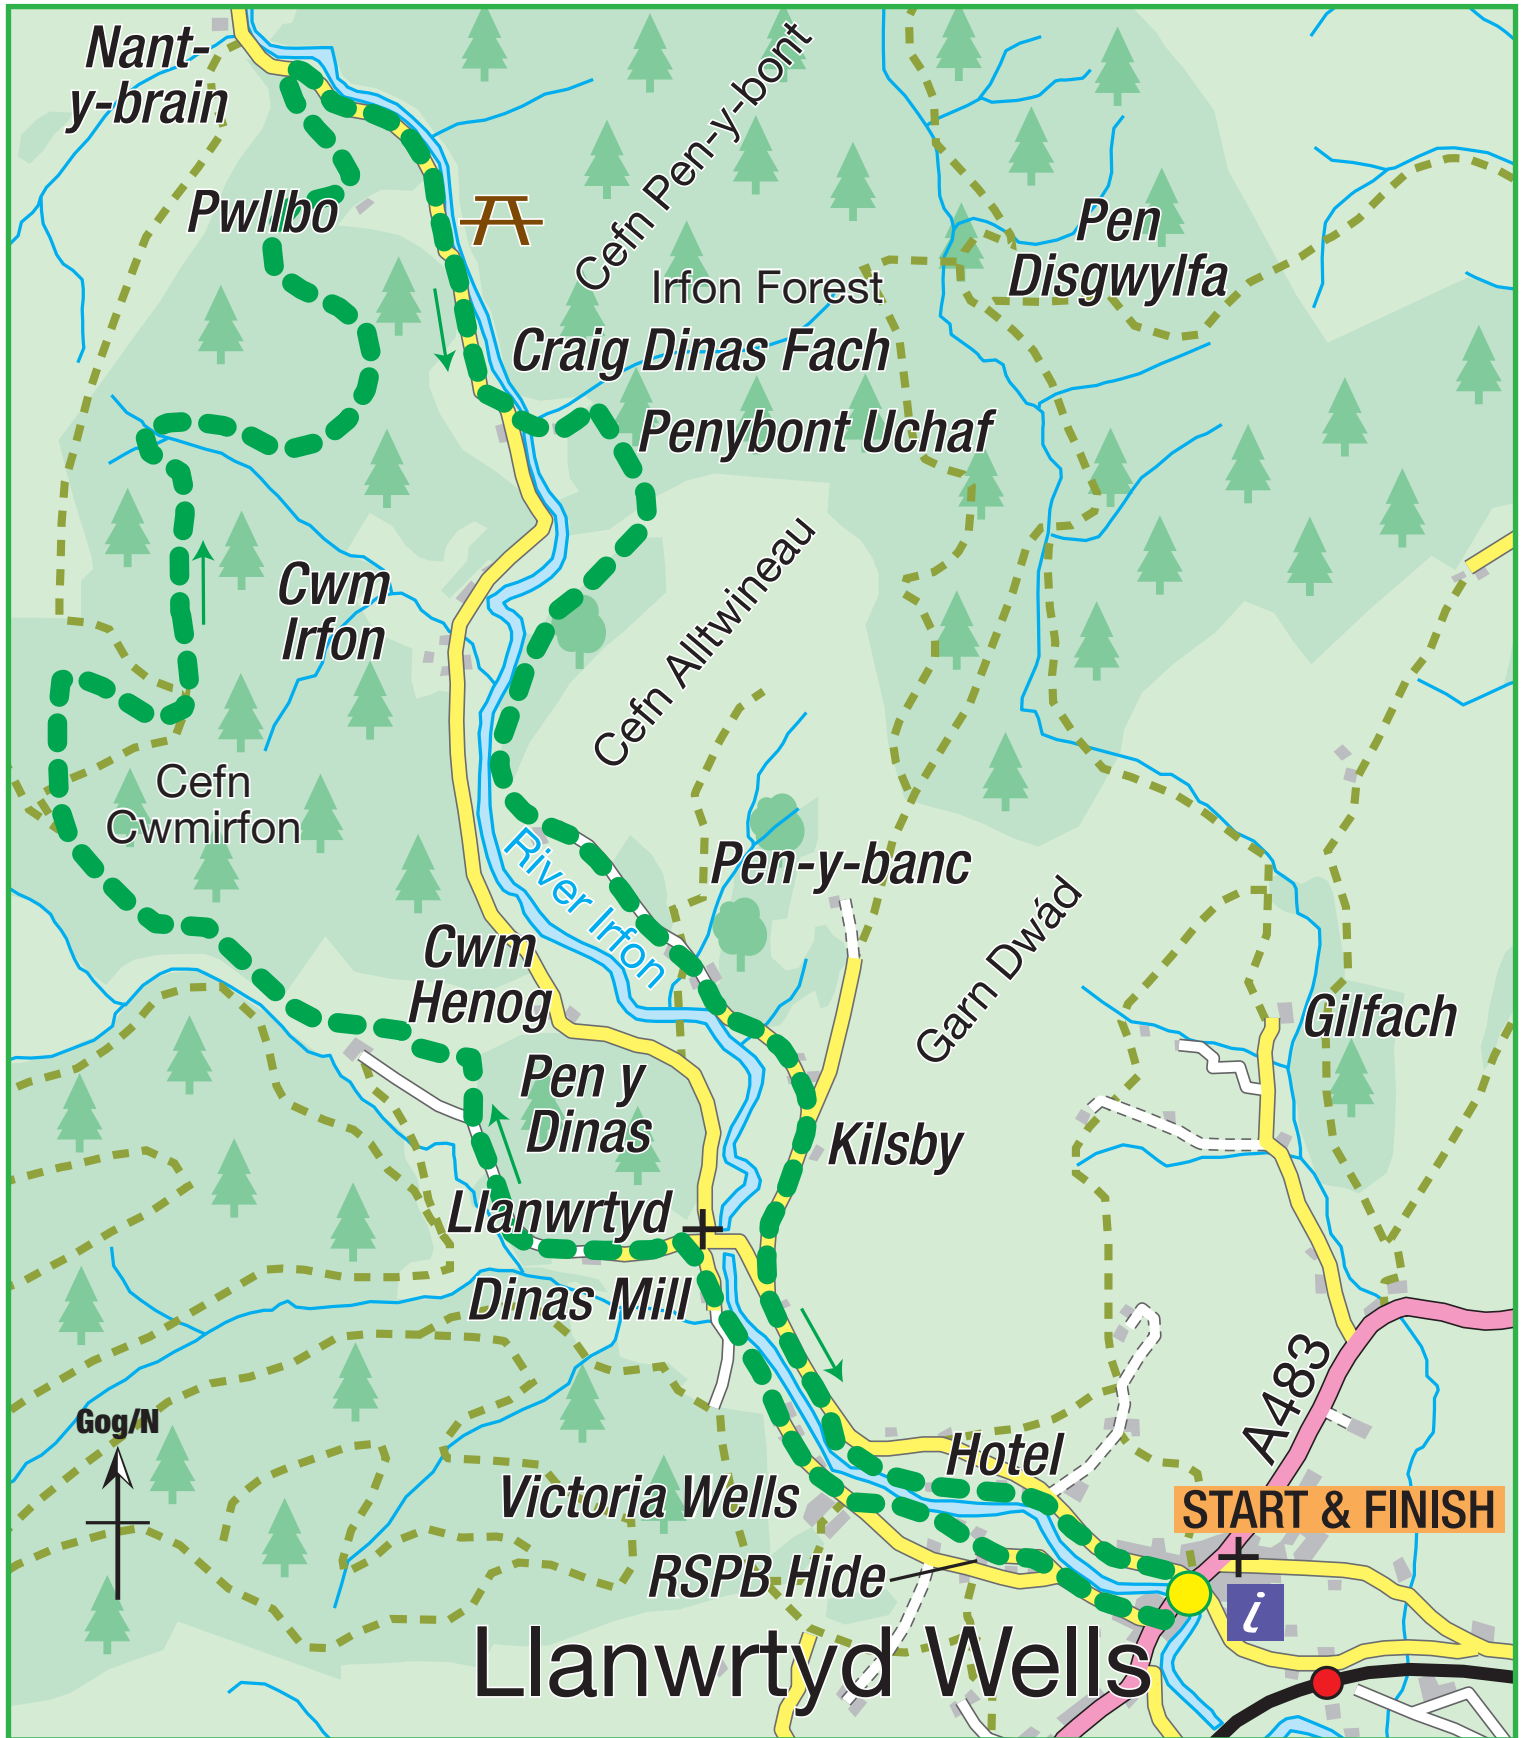 Nant-
y-brain
Cefn Pen-y-bont
Pwllbo
Pen
Disgwylfa
Irfon Forest
Craig Dinas Fach
Penybont Uchaf
Cwm
Irfon
Cefn Alltwineau
Cefn
Cwmirfon
River Irfon
Pen-y-banc
Cwm
Henog
Garn Dwád
Gilfach
Pen y
Dinas
Kilsby
Llanwrtyd
Dinas Mill
A483
Gog/N
Hotel
Victoria Wells
START & FINISH
RSPB Hide
i
Llanwrtyd Wells